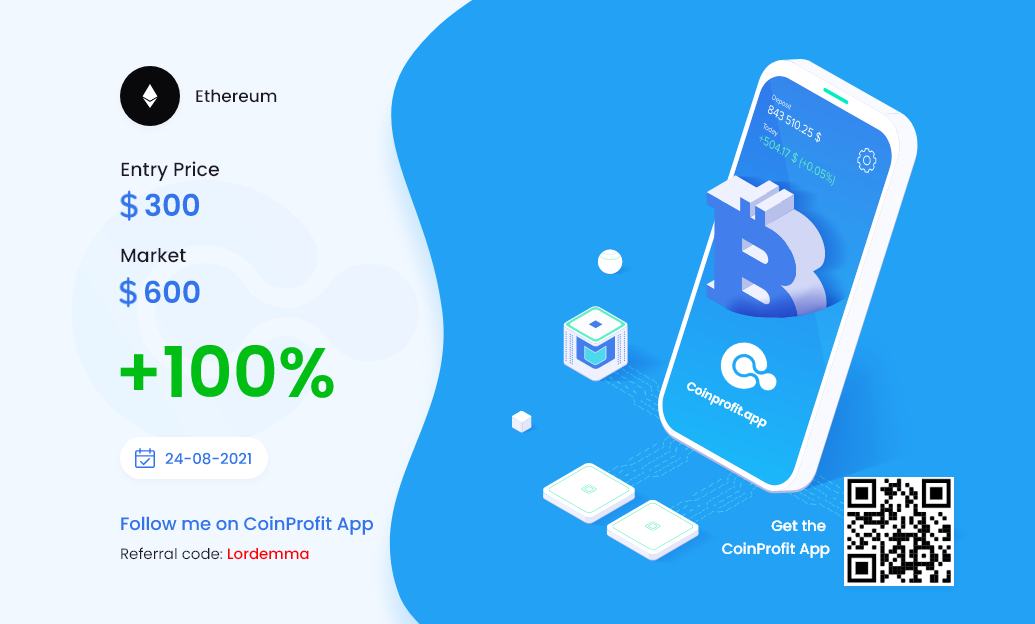 Ethereum
Entry Price
$ 300
Market
$ 600
+100%
24-08-2021
Follow me on CoinProfit App
Referral code: Lordemma
Deposit
843 510.25 $
Today
+504.17 $ (+0.05%)
Coinprofit.app
Get the
CoinProfit App